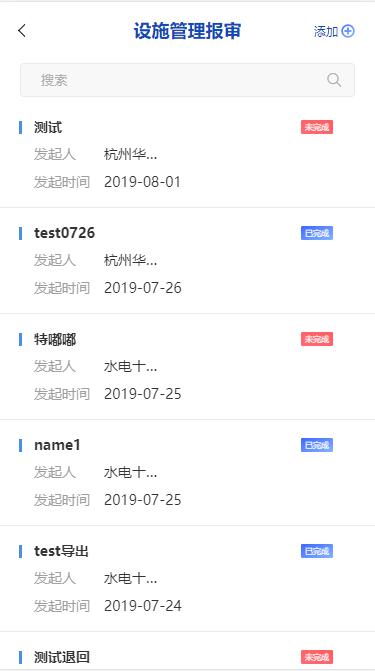 设施管理报审 添加
搜索
测试 未完成
发起人 杭州华...
发起时间 2019-08-01
test0726 已完成
发起人 杭州华...
发起时间 2019-07-26
特嘟嘟 未完成
发起人 水电十...
发起时间 2019-07-25
name1 已完成
发起人 水电十...
发起时间 2019-07-25
test导出 已完成
发起人 水电十...
发起时间 2019-07-24
测试退回 未完成